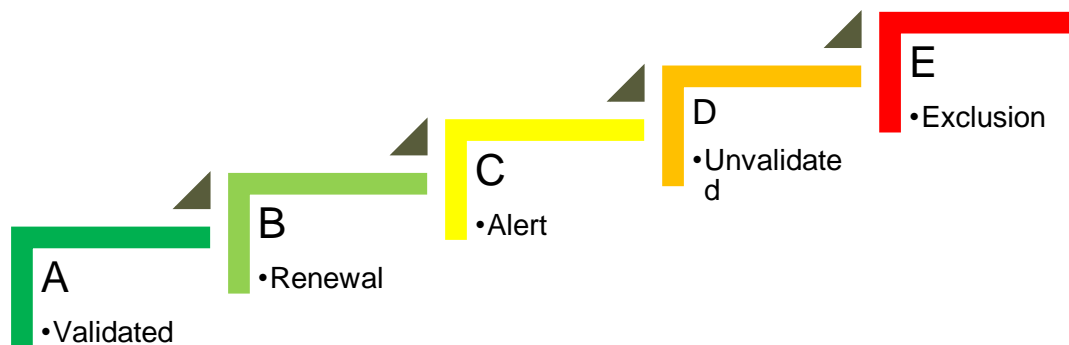 A
•Validated
B
•Renewal
C
•Alert
D
•Unvalidate
d
E
•Exclusion